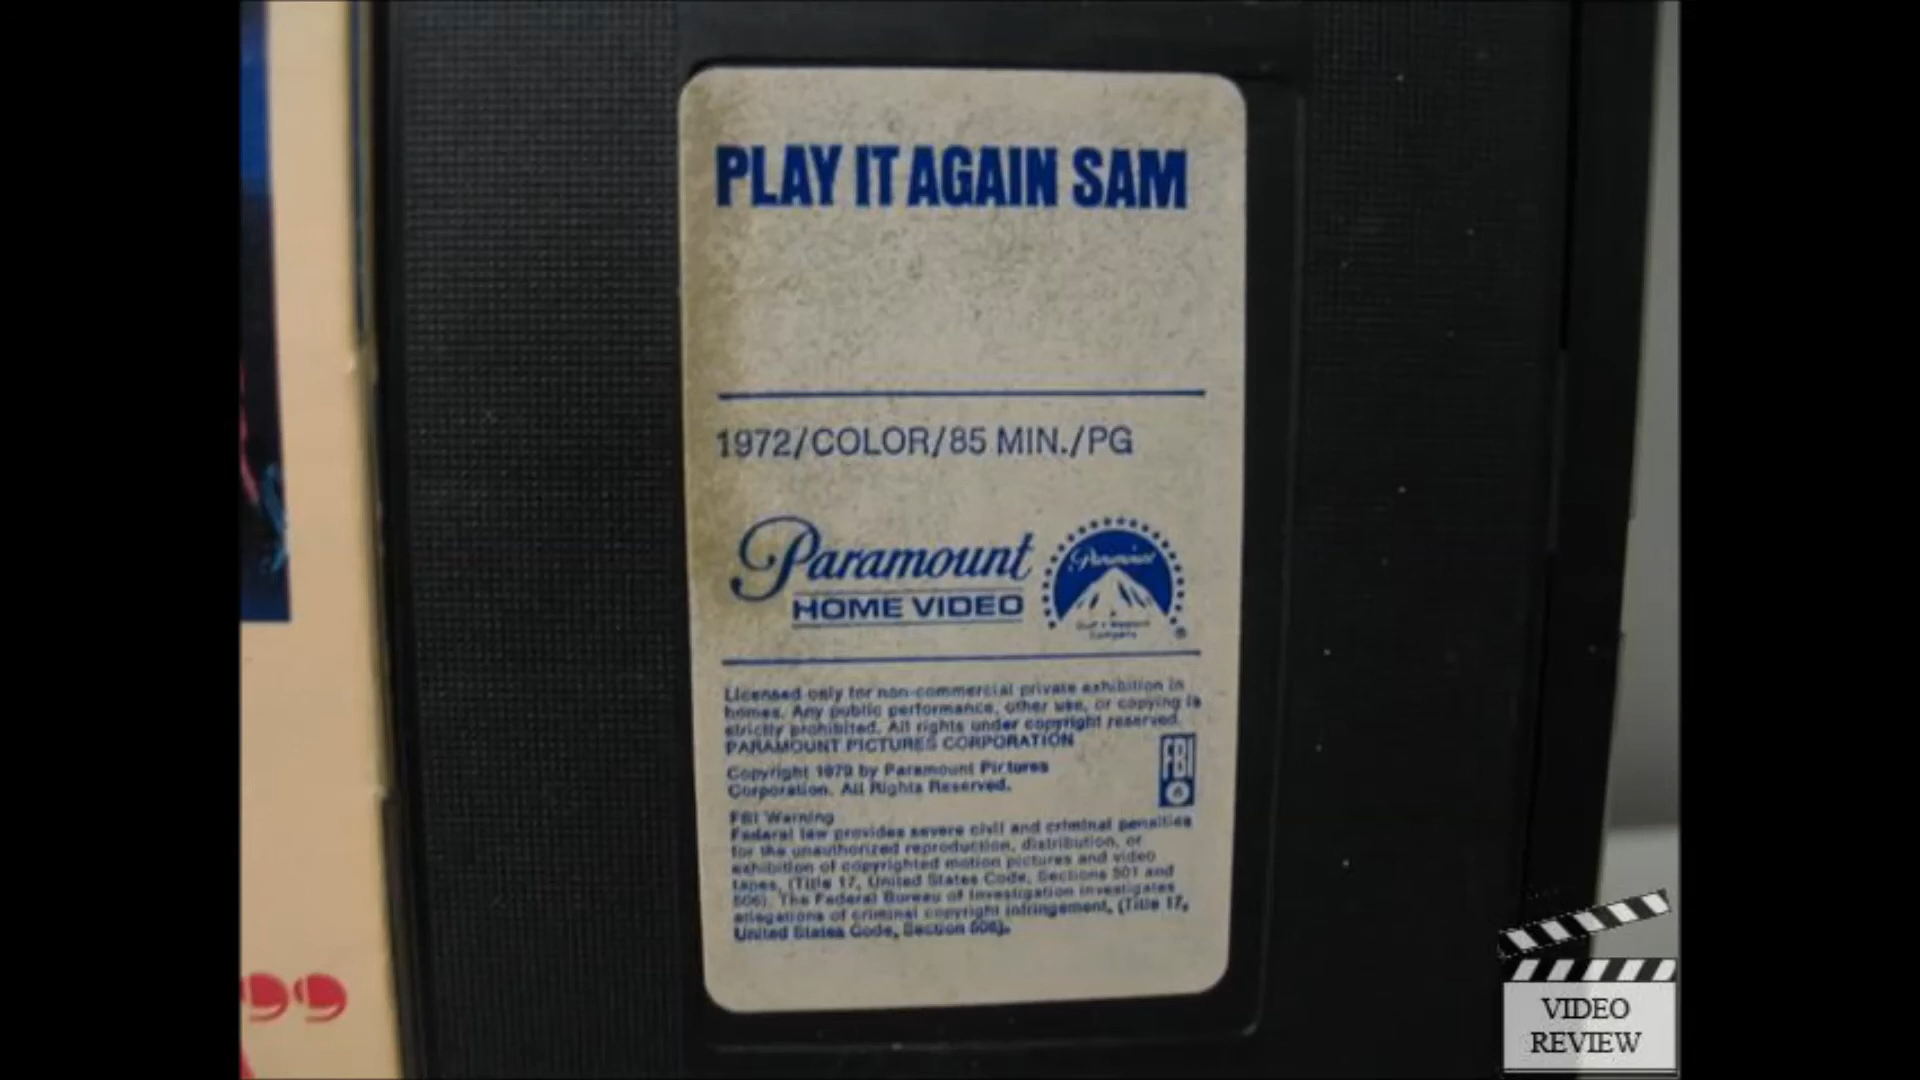 PLAY IT AGAIN SAM
1972/COLOR/85 MIN./PG
Paramount
HOME VIDEO
Paramount
Gulf + Western
Company
®
Licensed only for non-commercial private exhibition in
homes. Any public performance, other use, or copying is
strictly prohibited. All rights under copyright reserved.
PARAMOUNT PICTURES CORPORATION
Copyright 1979 by Paramount Pictures
Corporation. All Rights Reserved.
FBI
FBI Warning
Federal law provides severe civil and criminal penalties
for the unauthorized reproduction, distribution, or
exhibition of copyrighted motion pictures and video
tapes, (Title 17, United States Code, Sections 501 and
506). The Federal Bureau of Investigation investigates
allegations of criminal copyright infringement, (Title 17,
United States Code, Section 506).
”
VIDEO
REVIEW